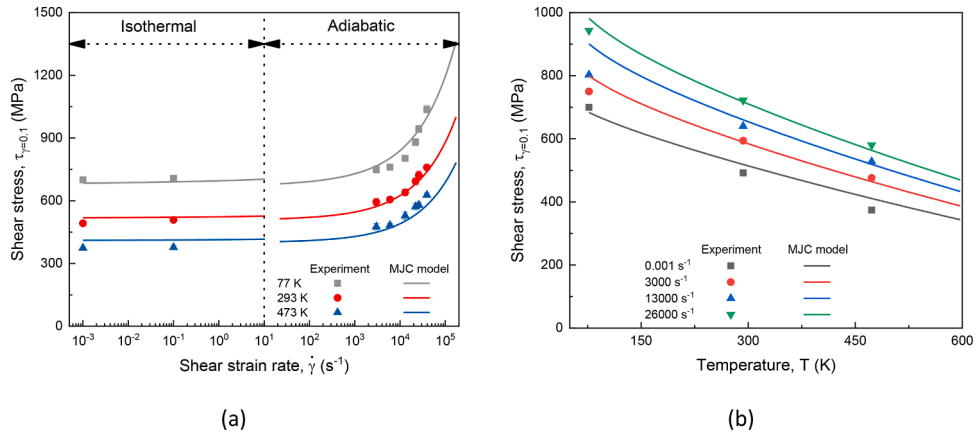 Isothermal
Adiabatic
1500
1200
900
600
300
0
Shear stress, τγ=0.1 (MPa)
Experiment MJC model
77 K
293 K
473 K
10⁻³ 10⁻² 10⁻¹ 10⁰ 10¹ 10² 10³ 10⁴ 10⁵
Shear strain rate, γ̇ (s⁻¹)
(a)
1000
800
600
400
200
0
Shear stress, τγ=0.1 (MPa)
Experiment MJC model
0.001 s⁻¹
3000 s⁻¹
13000 s⁻¹
26000 s⁻¹
150 300 450 600
Temperature, T (K)
(b)